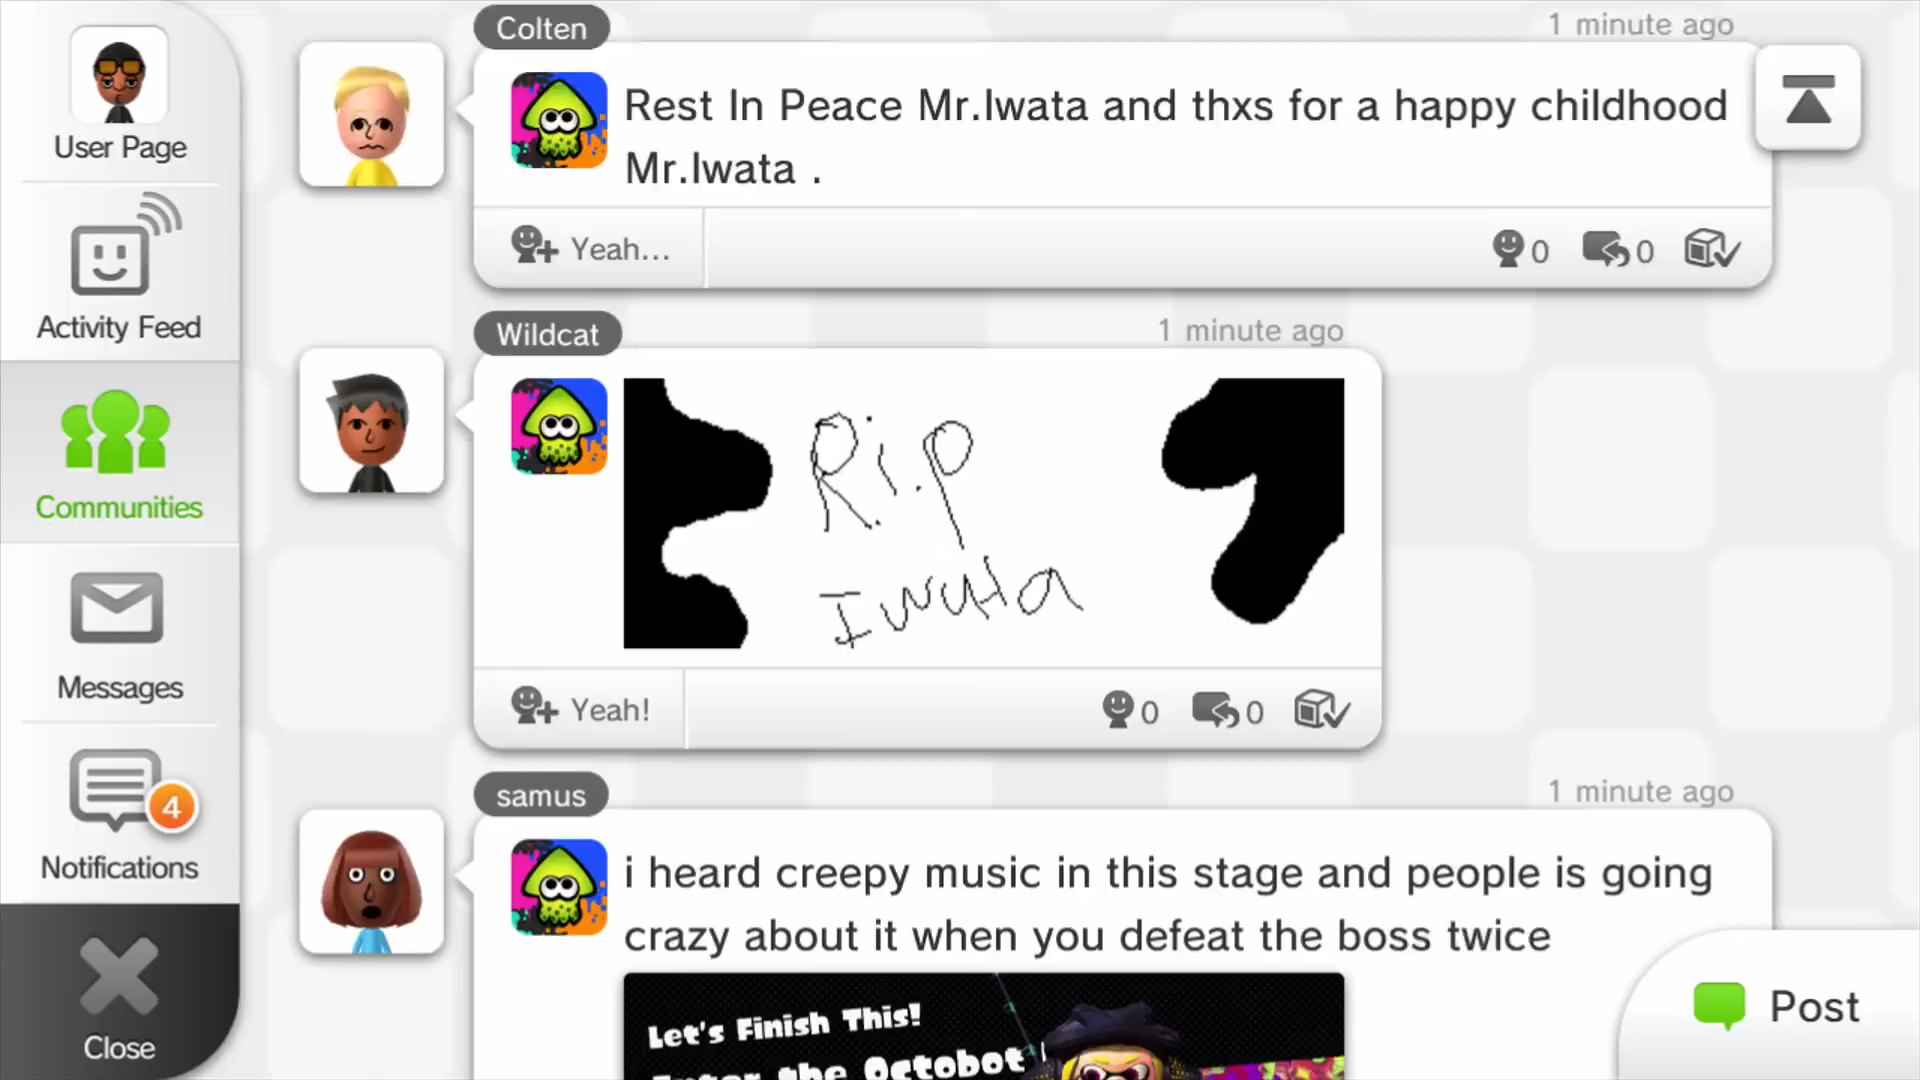 Colten
1 minute ago
User Page
Rest In Peace Mr.Iwata and thxs for a happy childhood
Mr.Iwata .
Yeah...
0
0
Activity Feed
Wildcat
1 minute ago
R.i.P
Iwata
Communities
Yeah!
0
0
Messages
samus
1 minute ago
4
Notifications
i heard creepy music in this stage and people is going
crazy about it when you defeat the boss twice
Let's Finish This!
Enter the Octobot
Post
Close